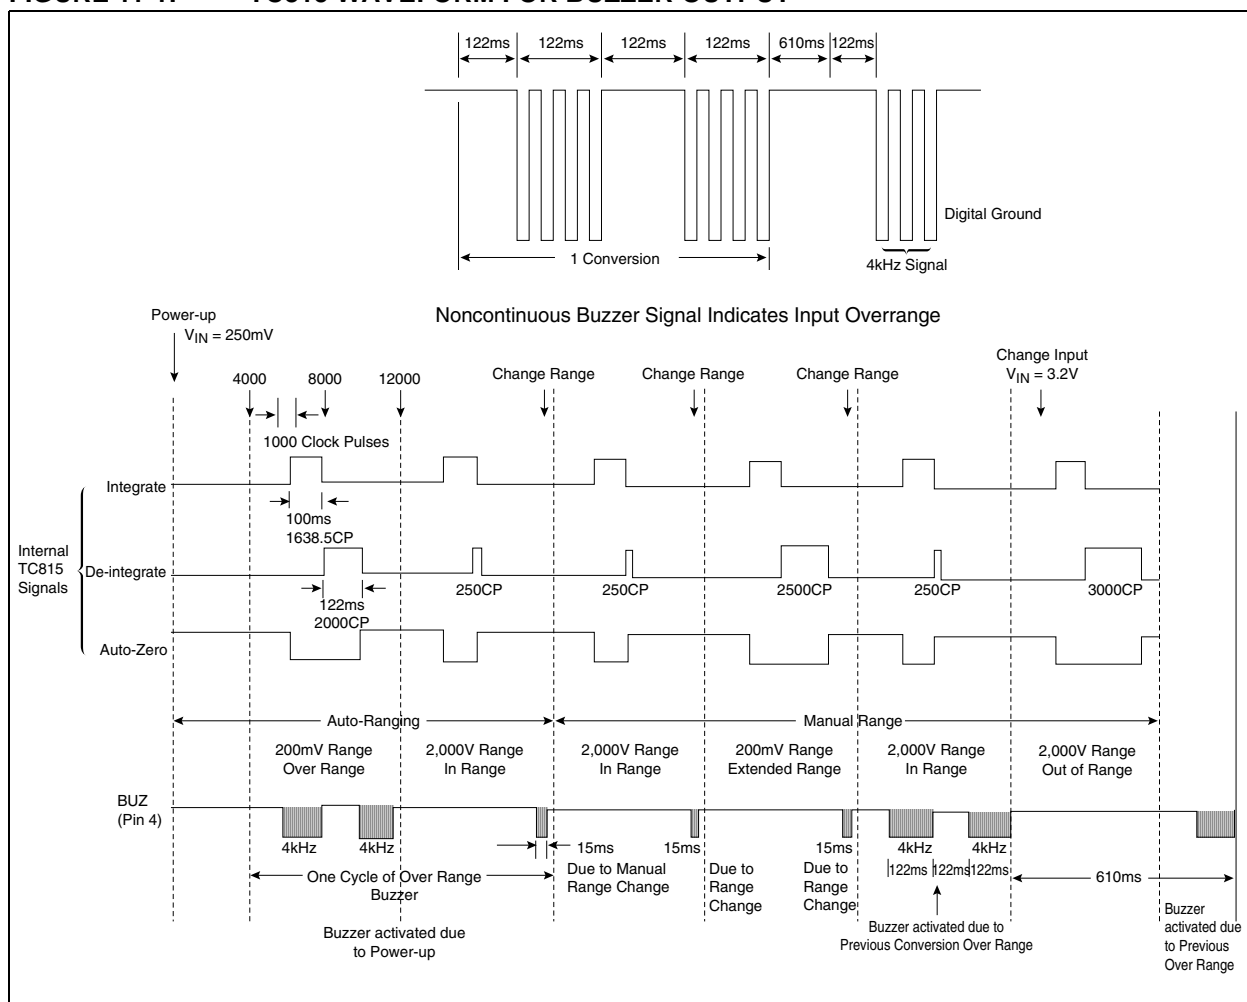 122ms 122ms 122ms 122ms 610ms 122ms
Digital Ground
1 Conversion
4kHz Signal
Noncontinuous Buzzer Signal Indicates Input Overrange
Power-up
VIN = 250mV
4000 8000 12000
Change Range Change Range Change Range
Change Input
VIN = 3.2V
1000 Clock Pulses
Integrate
100ms
1638.5CP
Internal
TC815
Signals
De-integrate
250CP 250CP 2500CP 250CP 3000CP
122ms
2000CP
Auto-Zero
Auto-Ranging Manual Range
200mV Range
Over Range
2,000V Range
In Range
2,000V Range
In Range
200mV Range
Extended Range
2,000V Range
In Range
2,000V Range
Out of Range
BUZ
(Pin 4)
4kHz 4kHz 15ms 15ms 15ms 4kHz 4kHz
122ms 122ms 122ms
610ms
One Cycle of Over Range
Buzzer
Due to Manual
Range Change
Due to
Range
Change
Due to
Range
Change
Buzzer activated due
to Power-up
Buzzer activated due to
Previous Conversion Over Range
Buzzer
activated due
to Previous
Over Range